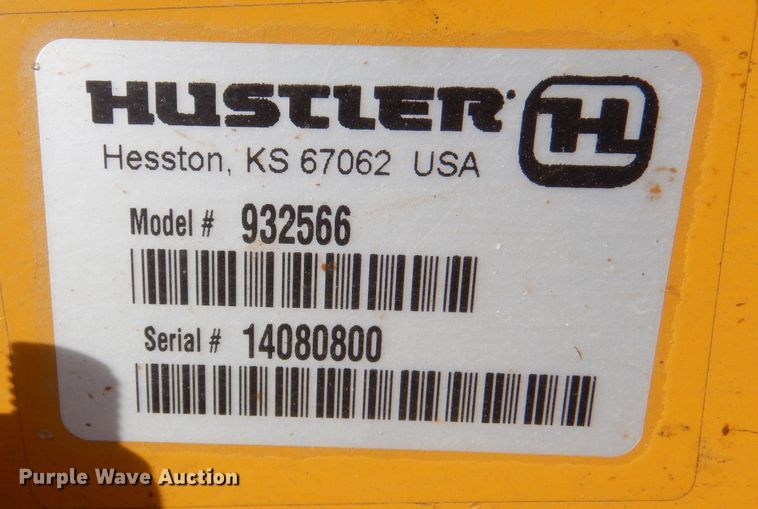 HUSTLER
H
Hesston, KS 67062 USA
Model # 932566
Serial # 14080800
Purple Wave Auction